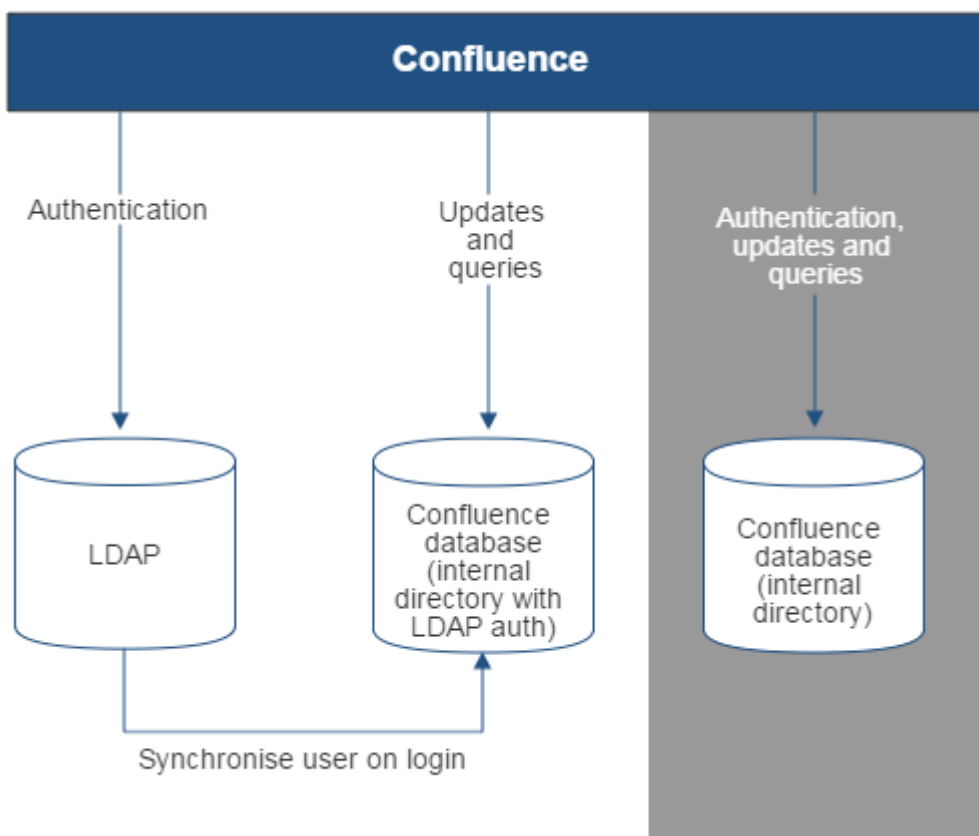 Confluence
Authentication
Updates
and
queries
Authentication,
updates and
queries
LDAP
Confluence
database
(internal
directory with
LDAP auth)
Confluence
database
(internal
directory)
Synchronise user on login